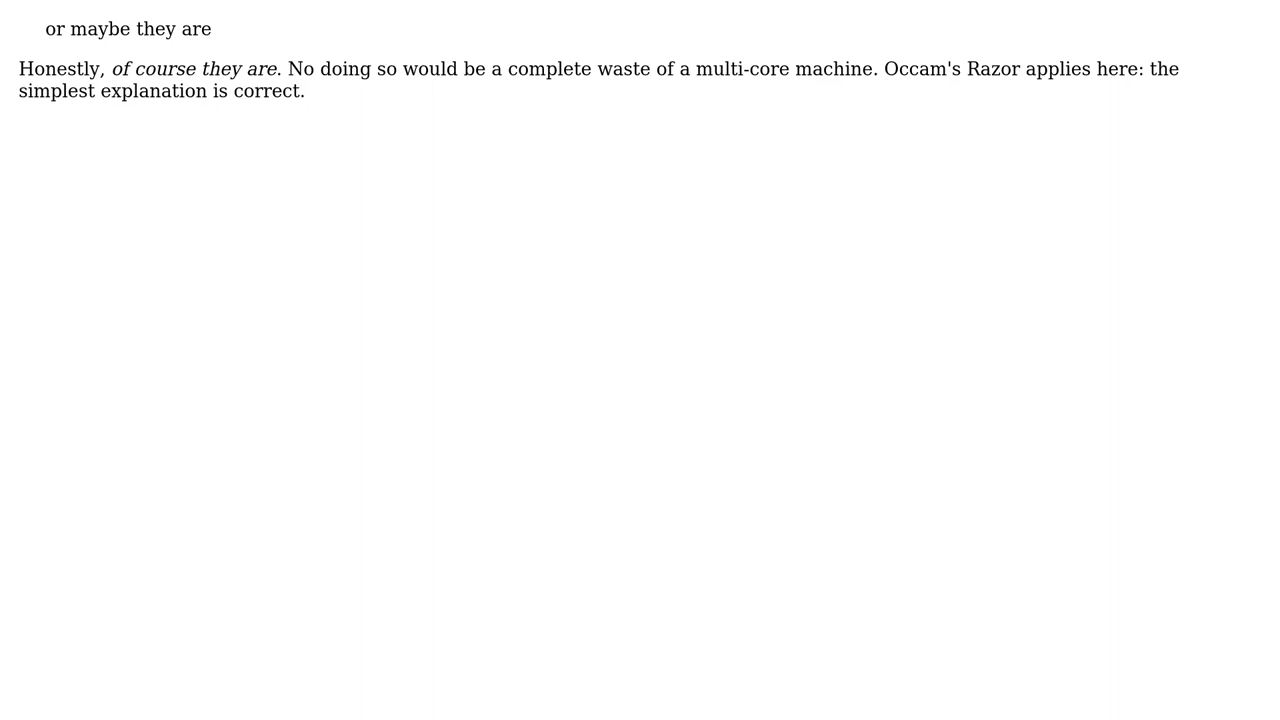 or maybe they are
Honestly, of course they are. No doing so would be a complete waste of a multi-core machine. Occam's Razor applies here: the
simplest explanation is correct.